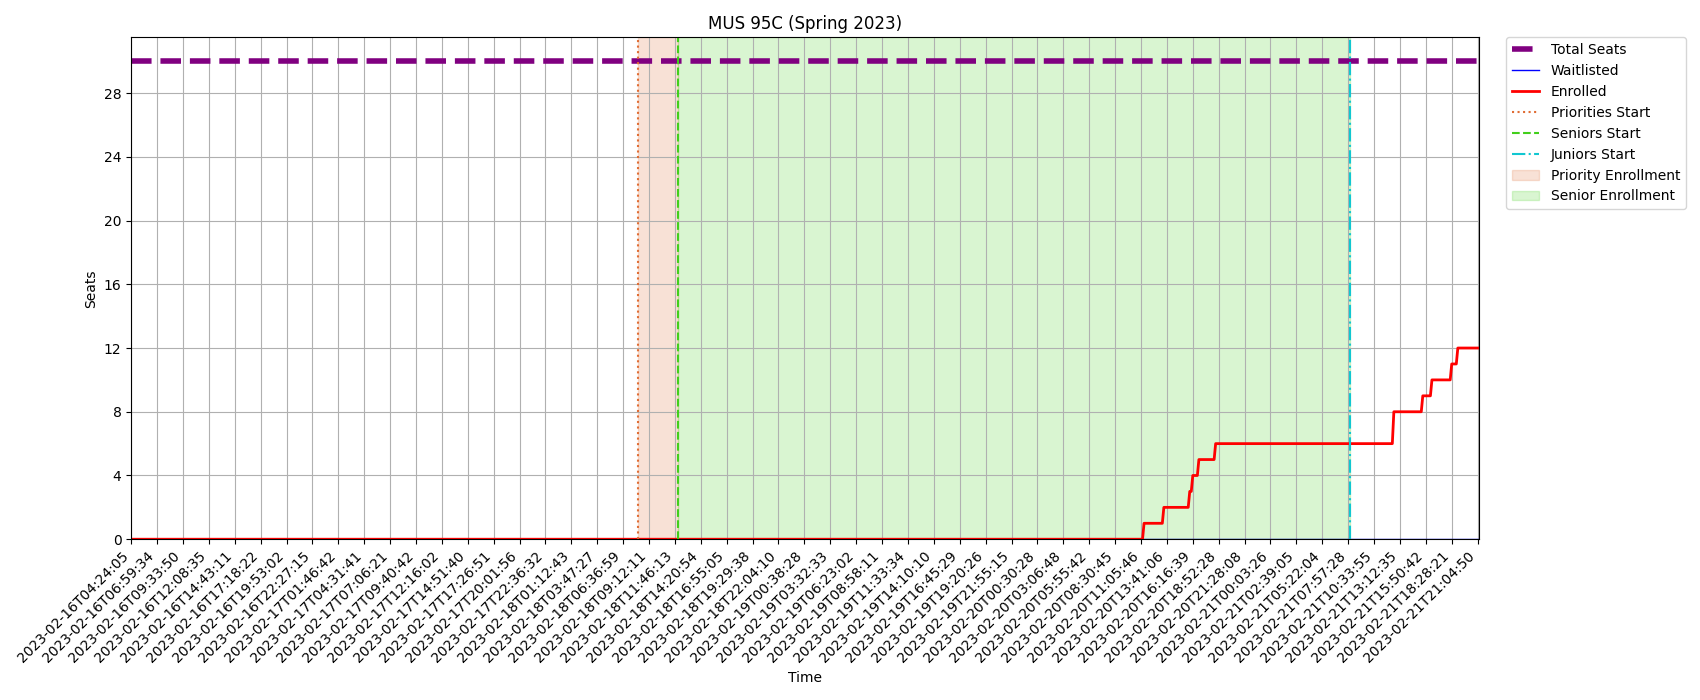 MUS 95C (Spring 2023)
Total Seats
Waitlisted
Enrolled
Priorities Start
Seniors Start
Juniors Start
Priority Enrollment
Senior Enrollment
Seats
28
24
20
16
12
8
4
0
2023-02-16T04:24:05
2023-02-16T06:59:34
2023-02-16T09:33:50
2023-02-16T12:08:35
2023-02-16T14:43:11
2023-02-16T17:18:22
2023-02-16T19:53:02
2023-02-16T22:27:15
2023-02-17T01:46:42
2023-02-17T04:31:41
2023-02-17T07:06:21
2023-02-17T09:40:42
2023-02-17T12:16:02
2023-02-17T14:51:40
2023-02-17T17:26:51
2023-02-17T20:01:56
2023-02-17T22:36:32
2023-02-18T01:12:43
2023-02-18T03:47:27
2023-02-18T06:36:59
2023-02-18T09:12:11
2023-02-18T11:46:13
2023-02-18T14:20:54
2023-02-18T16:55:05
2023-02-18T19:29:38
2023-02-18T22:04:10
2023-02-19T00:38:28
2023-02-19T03:32:33
2023-02-19T06:23:02
2023-02-19T08:58:11
2023-02-19T11:33:34
2023-02-19T14:10:10
2023-02-19T16:45:29
2023-02-19T19:20:26
2023-02-19T21:55:15
2023-02-20T00:30:28
2023-02-20T03:06:48
2023-02-20T05:55:42
2023-02-20T08:30:45
2023-02-20T11:05:46
2023-02-20T13:41:06
2023-02-20T16:16:39
2023-02-20T18:52:28
2023-02-20T21:28:08
2023-02-21T00:03:26
2023-02-21T02:39:05
2023-02-21T05:22:04
2023-02-21T07:57:28
2023-02-21T10:33:55
2023-02-21T13:12:35
2023-02-21T15:50:42
2023-02-21T18:28:21
2023-02-21T21:04:50
Time